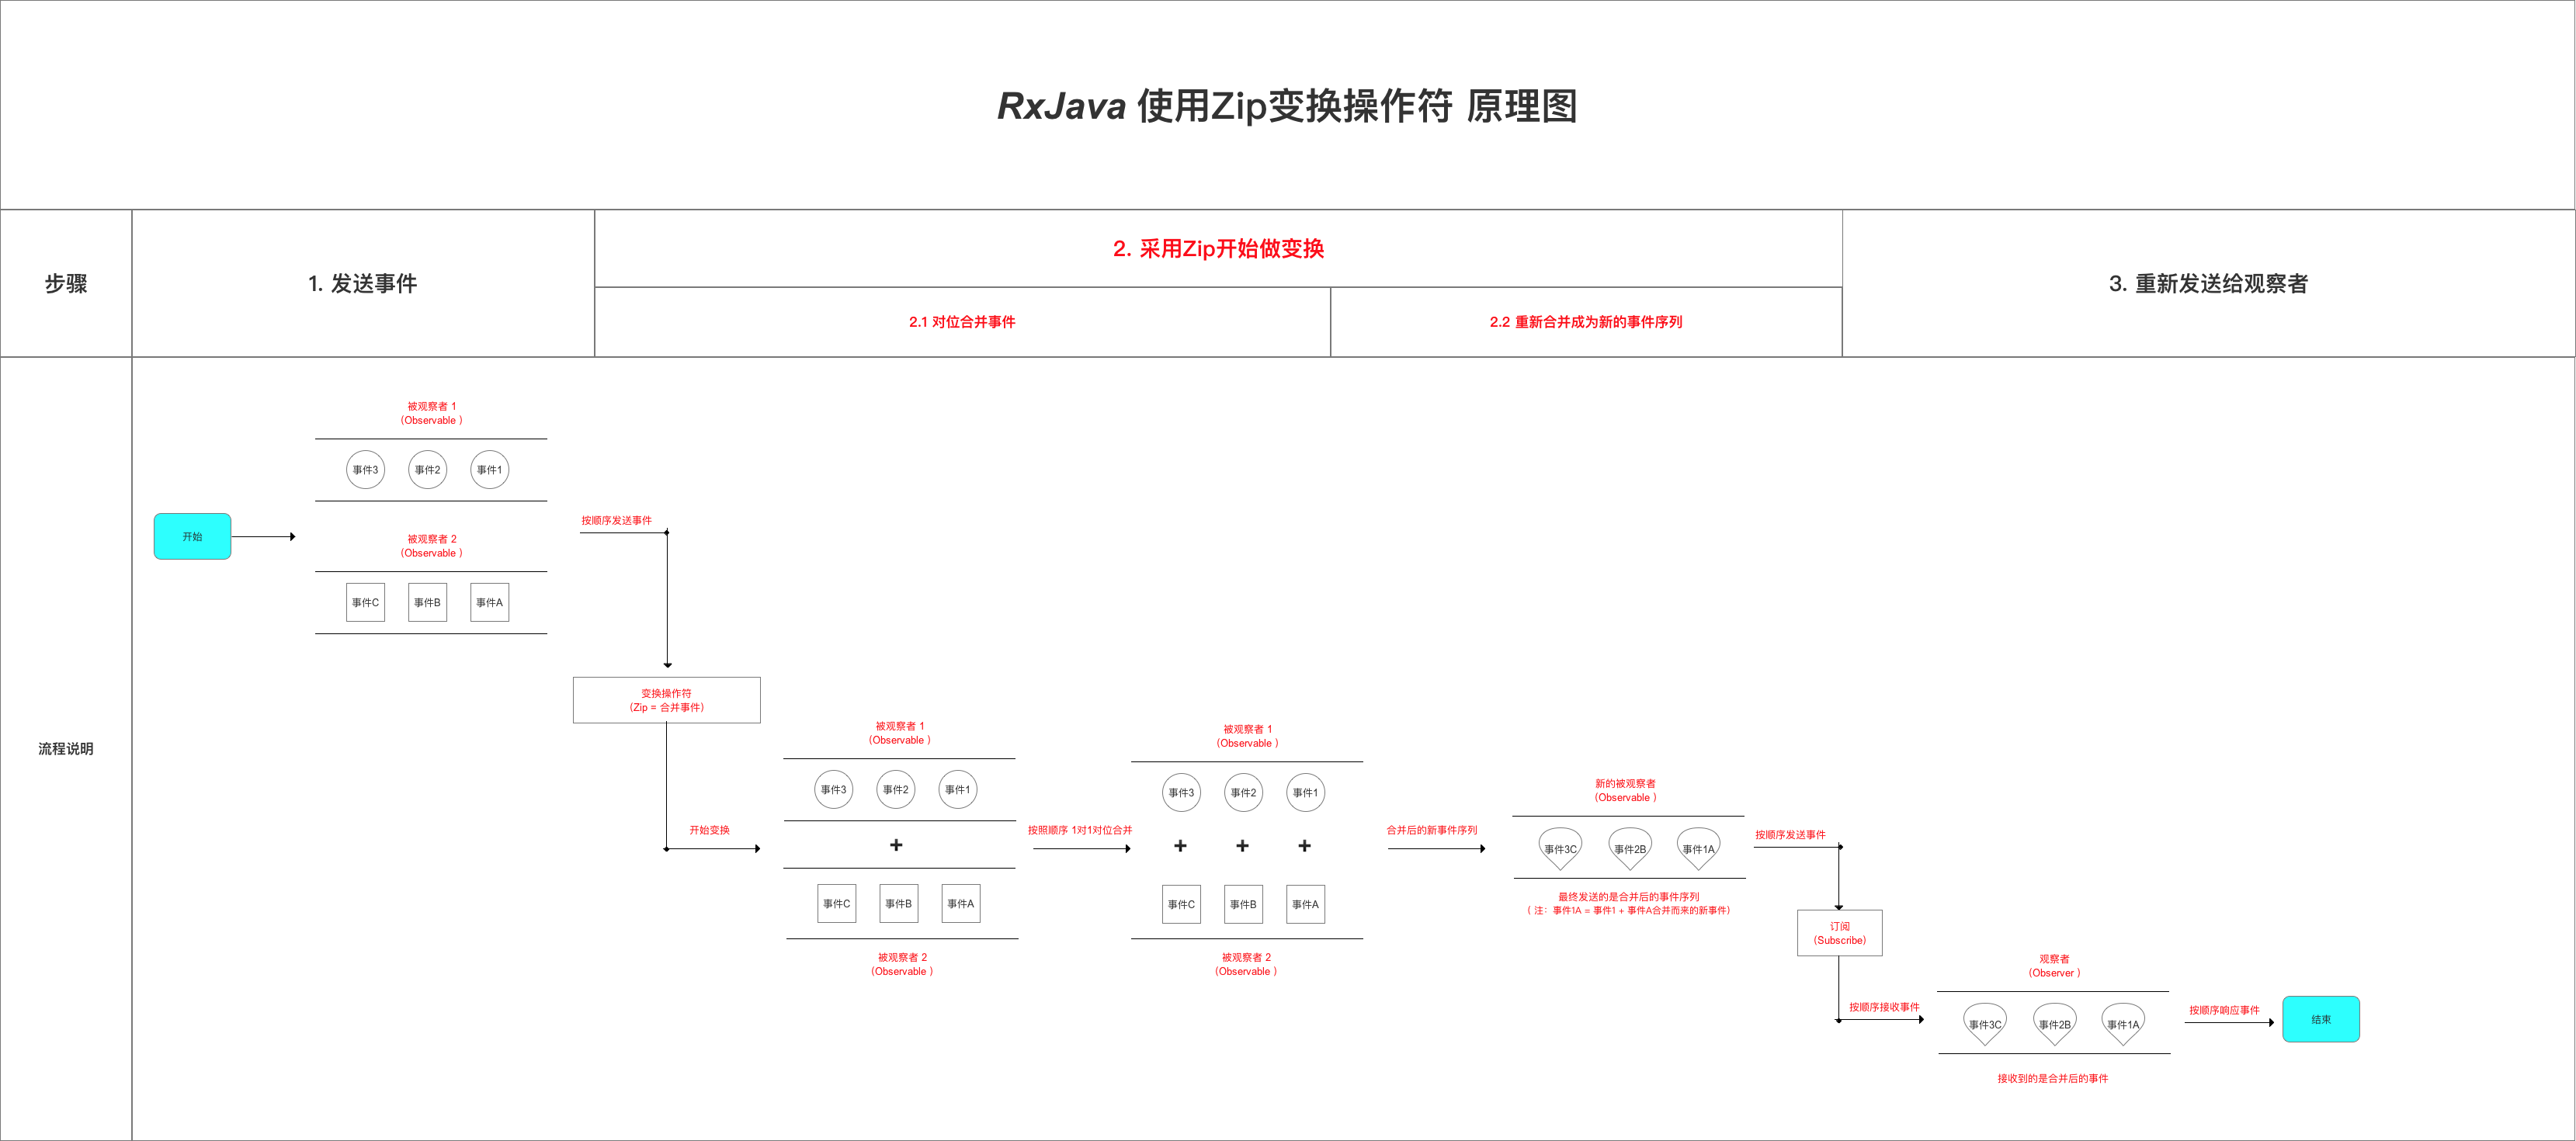 RxJava 使用Zip变换操作符 原理图
步骤
1. 发送事件
2. 采用Zip开始做变换
2.1 对位合并事件
2.2 重新合并成为新的事件序列
3. 重新发送给观察者
流程说明
开始
被观察者 1
(Observable )
事件3
事件2
事件1
被观察者 2
(Observable )
事件C
事件B
事件A
按顺序发送事件
变换操作符
(Zip = 合并事件)
开始变换
被观察者 1
(Observable )
事件3
事件2
事件1
+
事件C
事件B
事件A
被观察者 2
(Observable )
按照顺序 1对1对位合并
被观察者 1
(Observable )
事件3
事件2
事件1
+
+
+
事件C
事件B
事件A
被观察者 2
(Observable )
合并后的新事件序列
新的被观察者
(Observable )
事件3C
事件2B
事件1A
最终发送的是合并后的事件序列
( 注：事件1A = 事件1 + 事件A合并而来的新事件)
按顺序发送事件
订阅
(Subscribe)
按顺序接收事件
观察者
(Observer )
事件3C
事件2B
事件1A
接收到的是合并后的事件
按顺序响应事件
结束